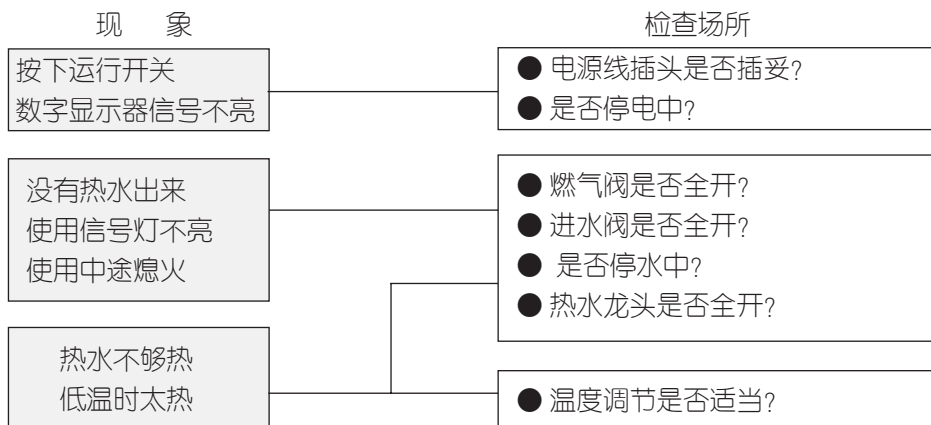 现 象
检查场所
按下运行开关
数字显示器信号不亮
● 电源线插头是否插妥?
● 是否停电中?
没有热水出来
使用信号灯不亮
使用中途熄火
● 燃气阀是否全开?
● 进水阀是否全开?
● 是否停水中?
● 热水龙头是否全开?
热水不够热
低温时太热
● 温度调节是否适当?